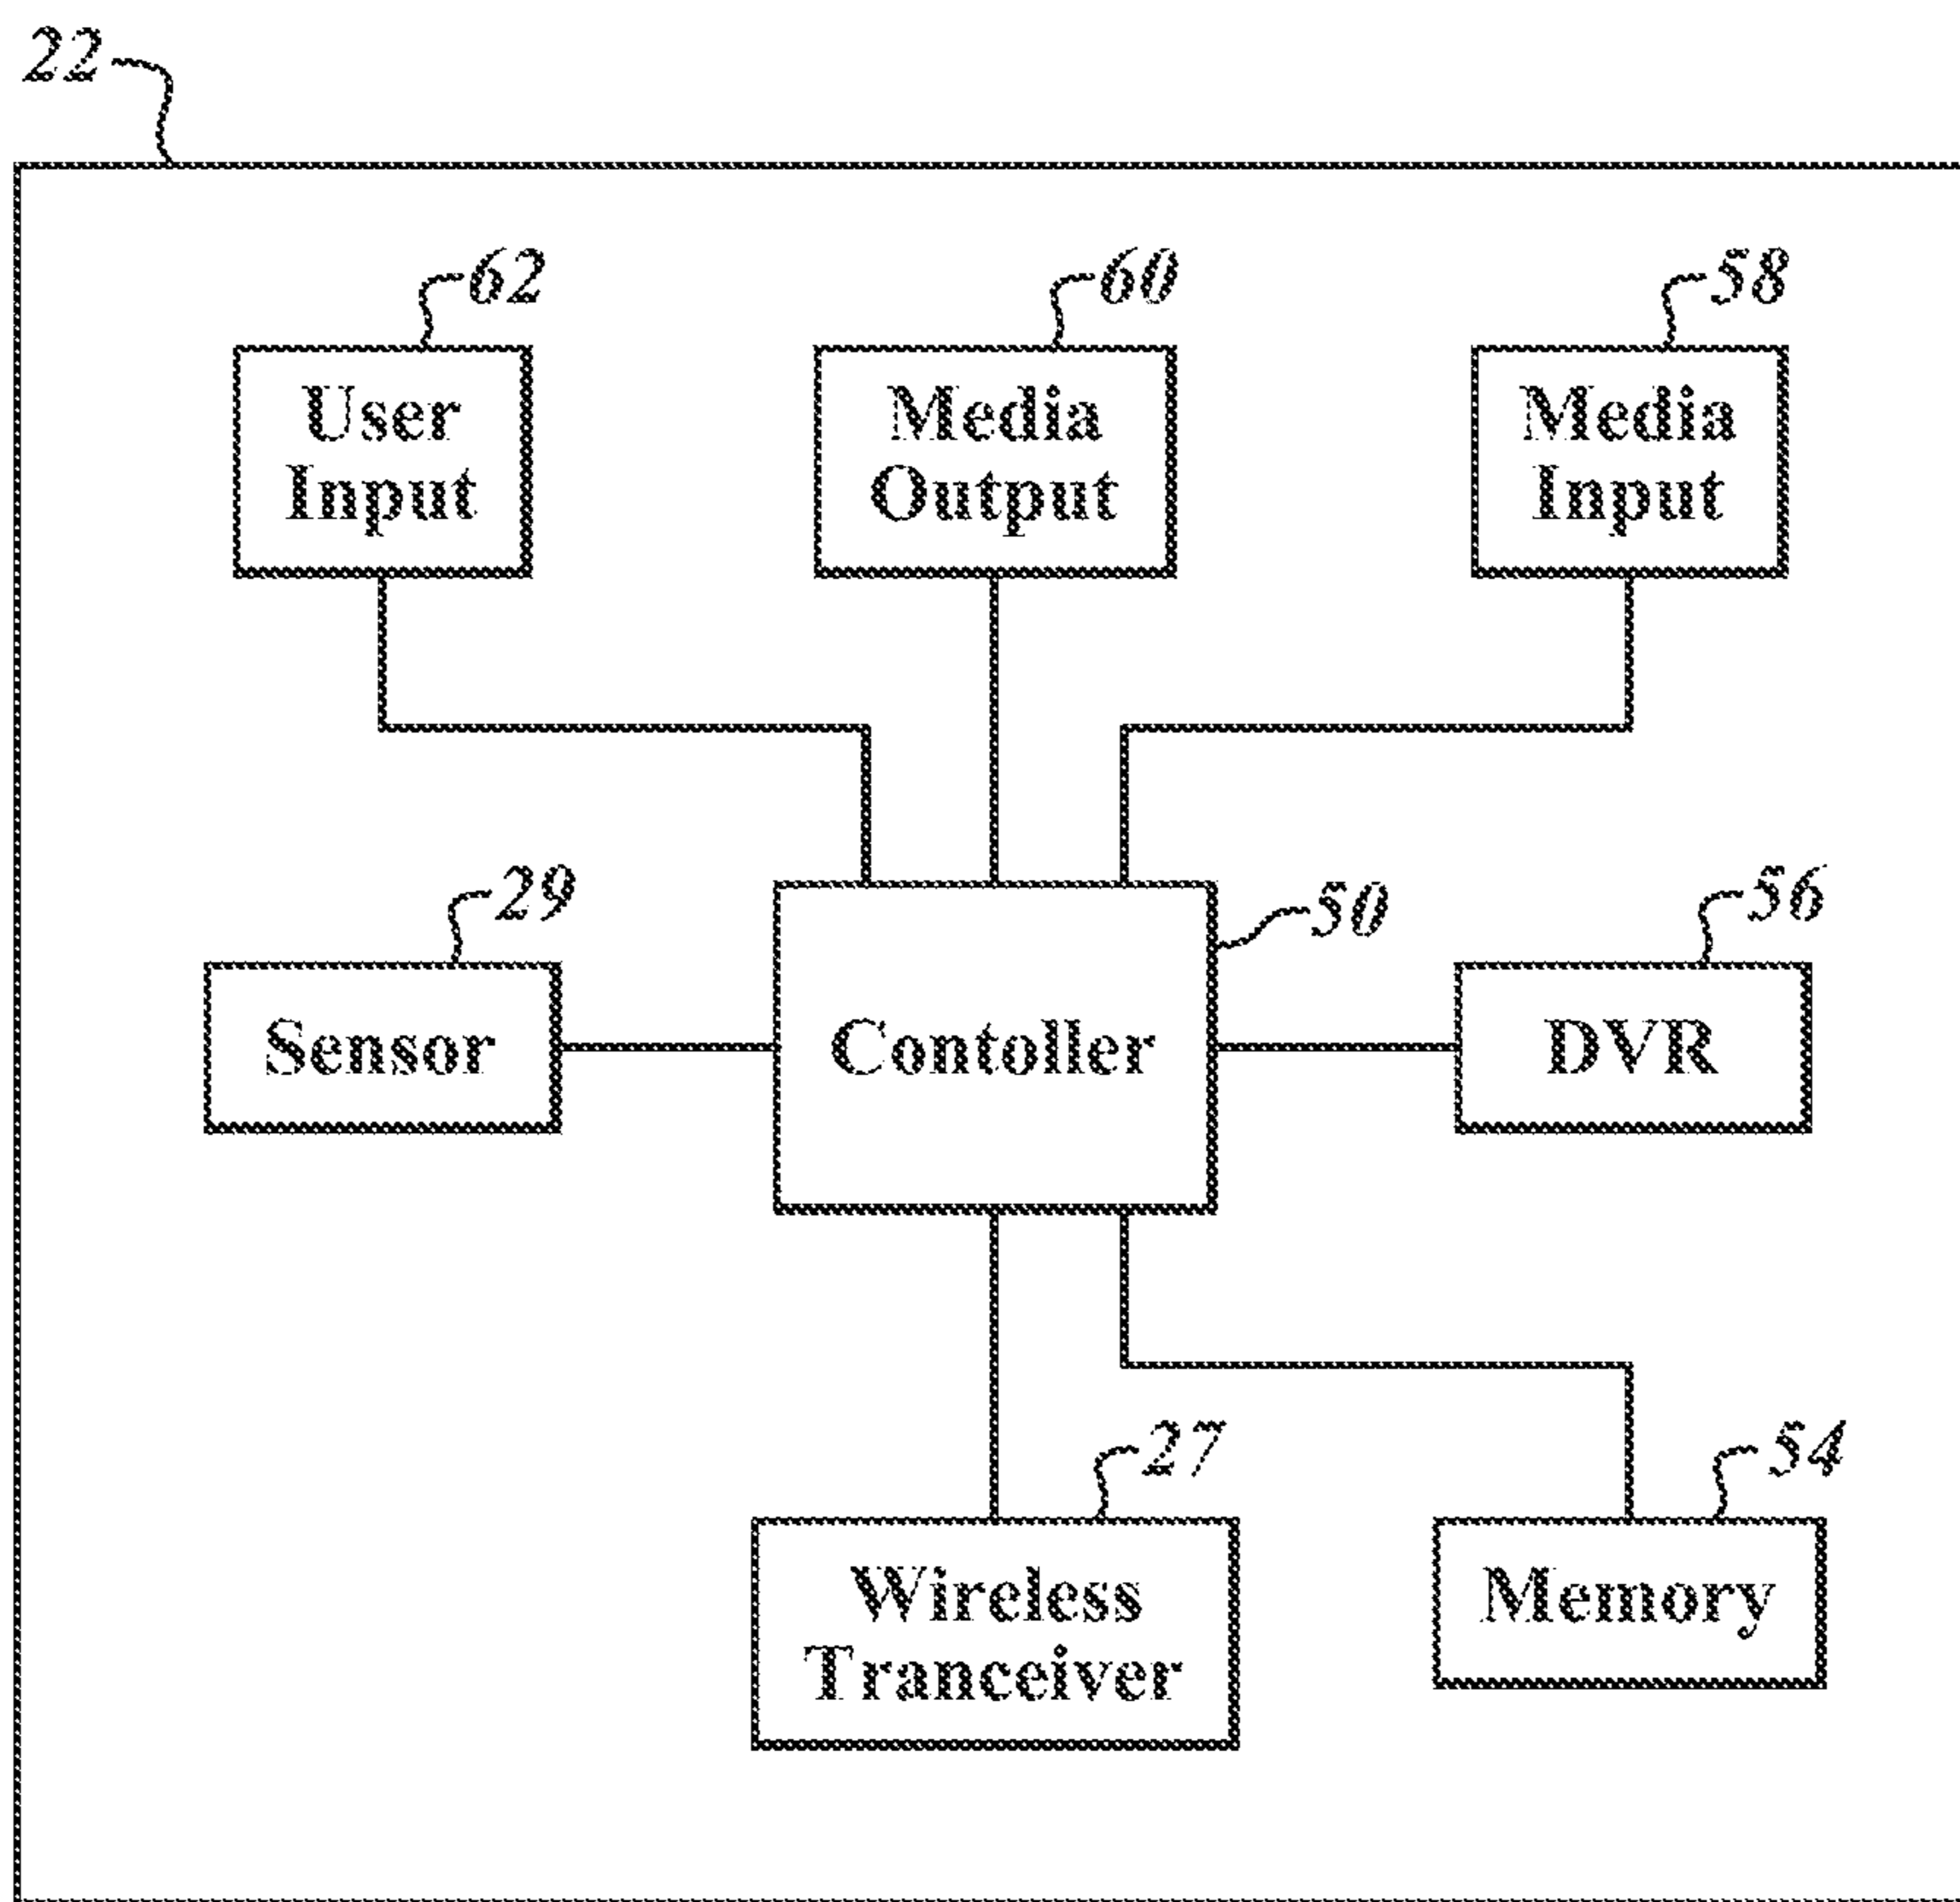 22
62
60
58
User
Input
Media
Output
Media
Input
29
50
56
Sensor
Contoller
DVR
27
54
Wireless
Tranceiver
Memory